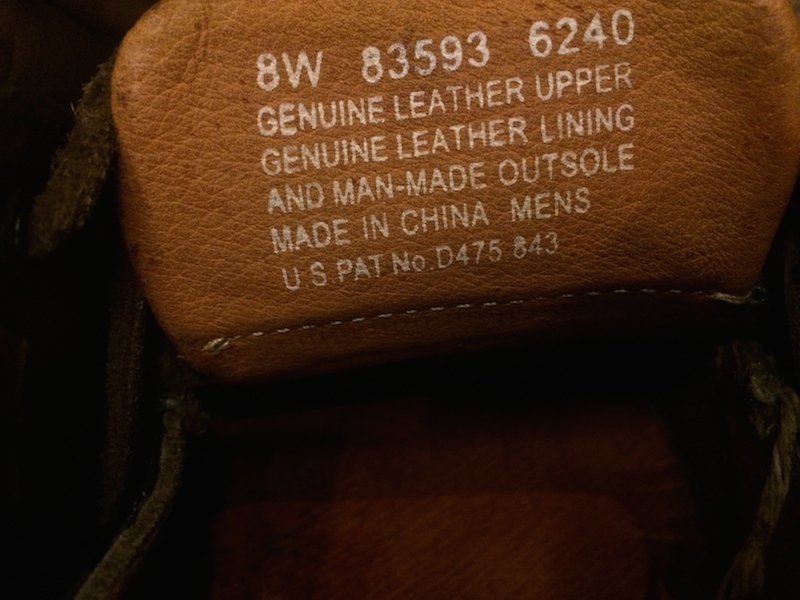 8W 83593 6240
GENUINE LEATHER UPPER
GENUINE LEATHER LINING
AND MAN-MADE OUTSOLE
MADE IN CHINA MENS
U.S.PAT No.D475.843